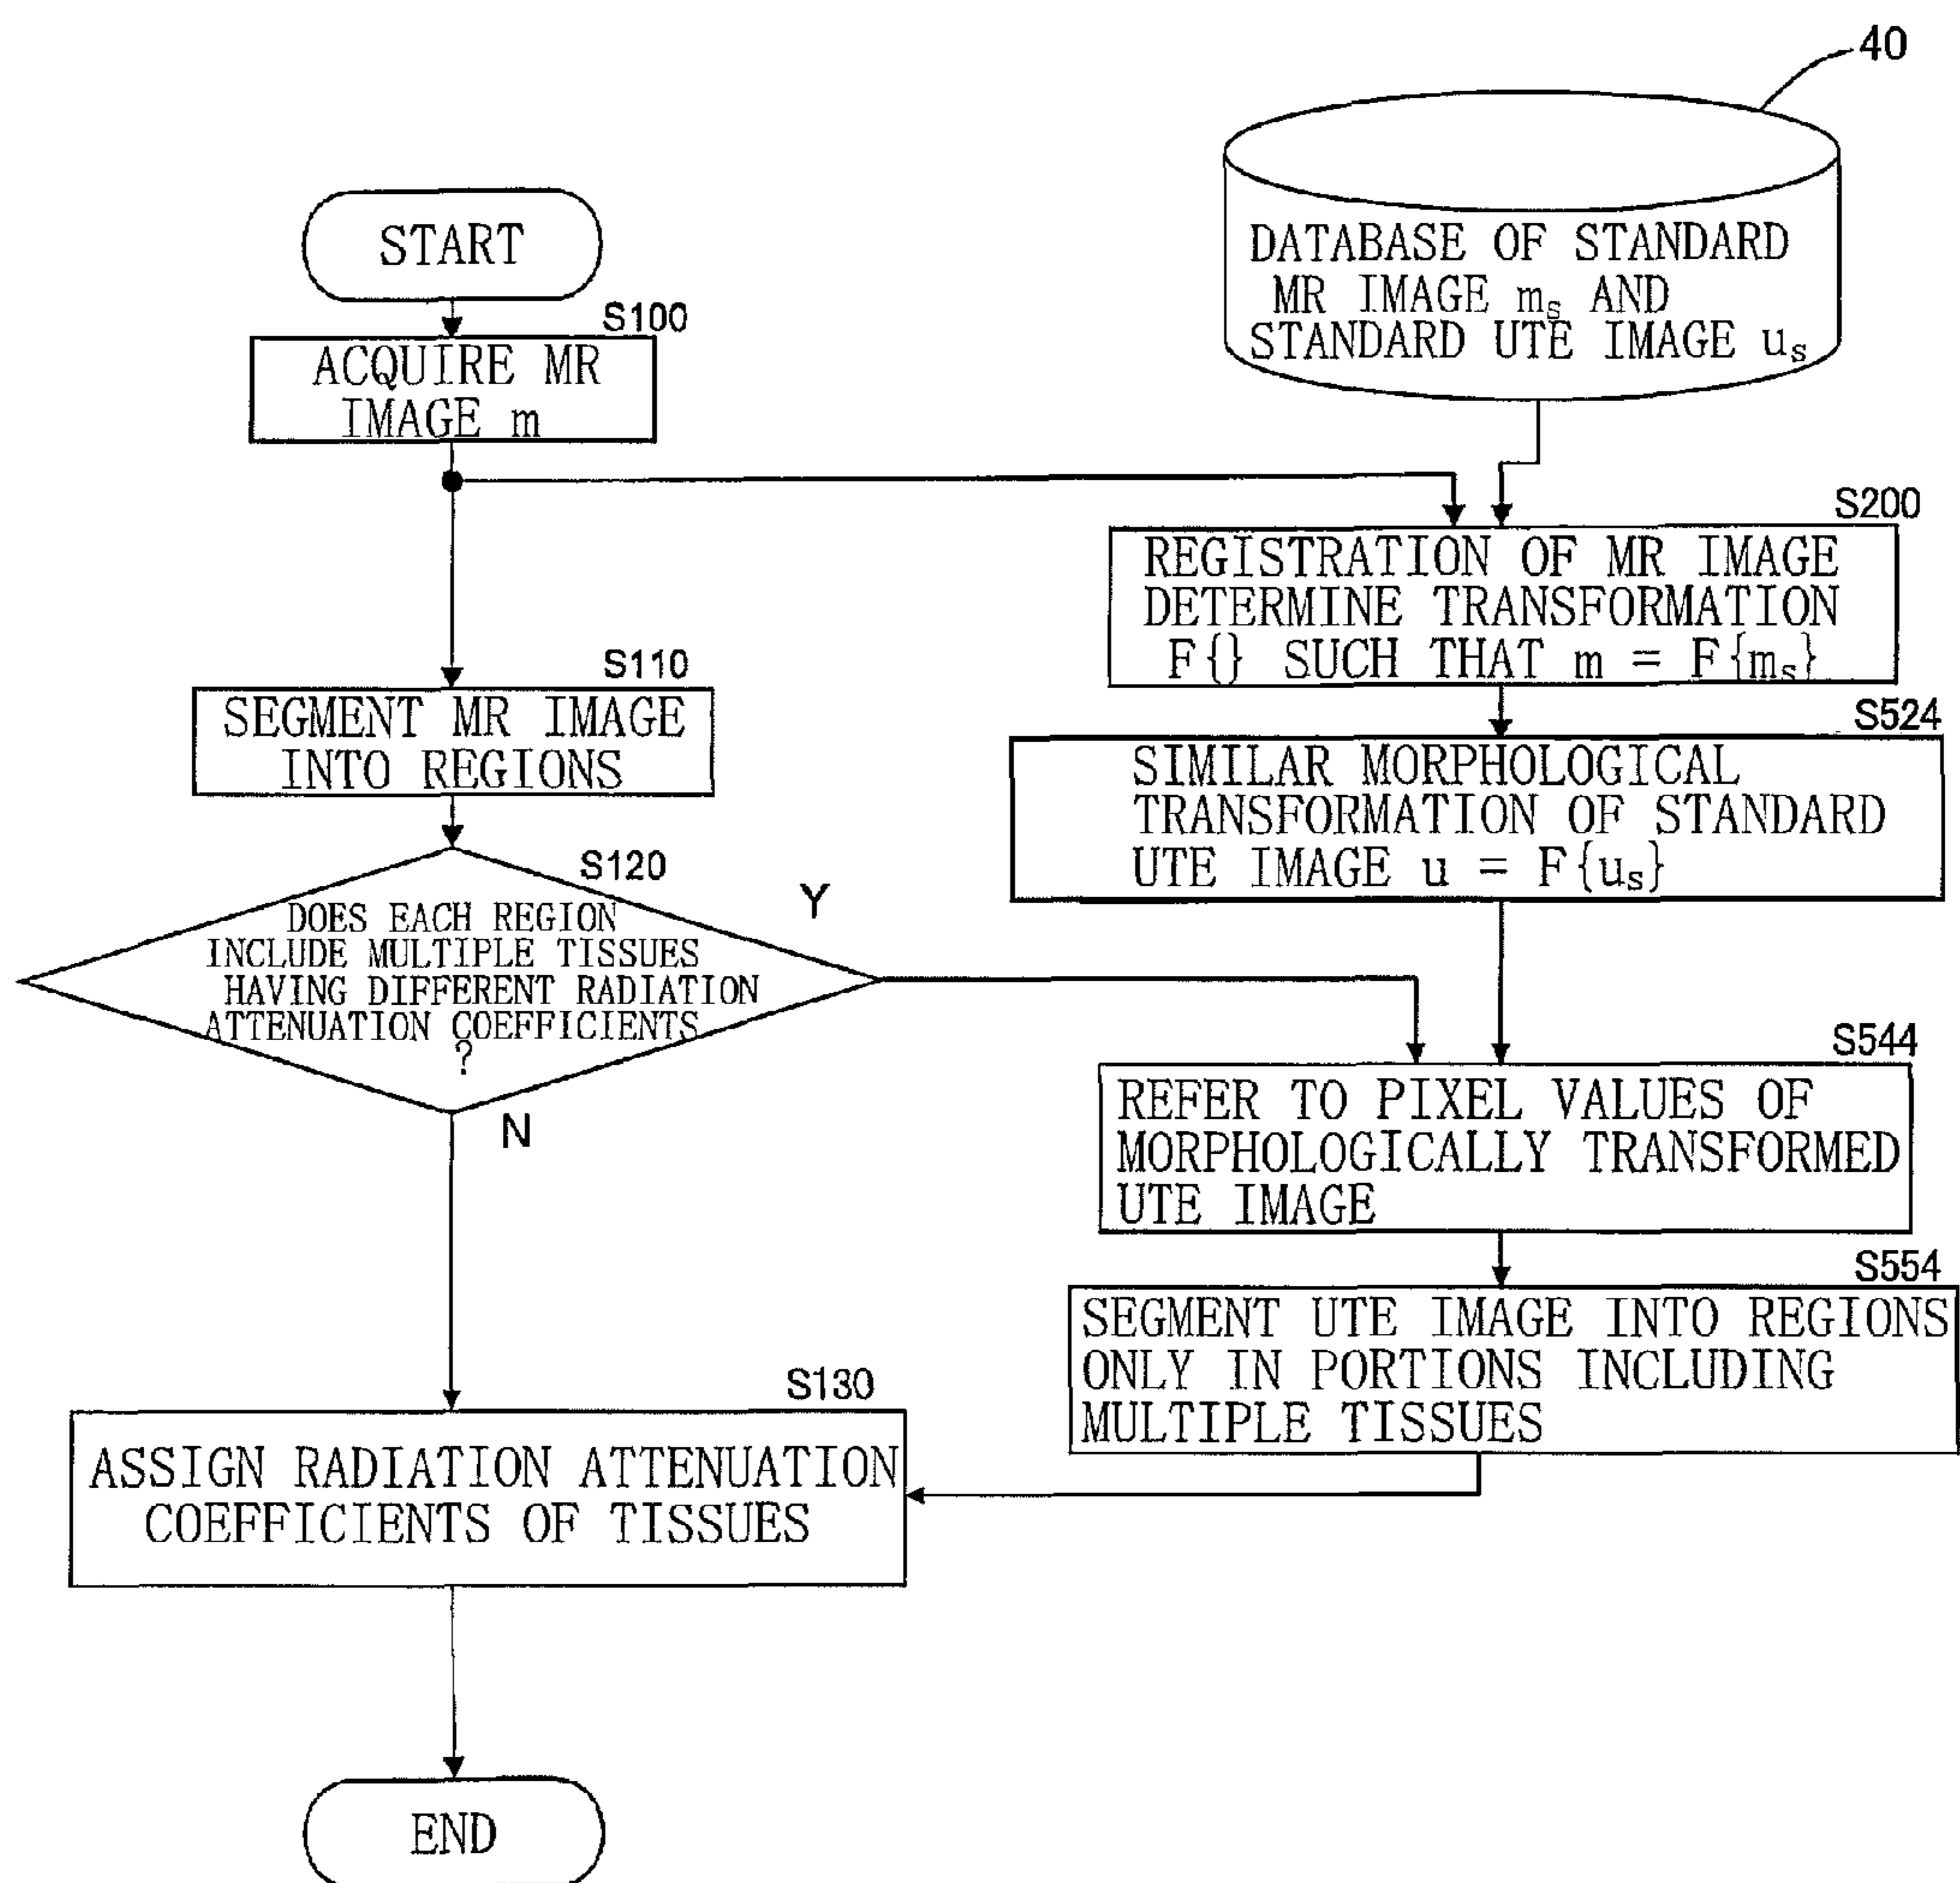 40
START
S100
ACQUIRE MR
IMAGE m
DATABASE OF STANDARD
MR IMAGE mₛ AND
STANDARD UTE IMAGE uₛ
S200
REGISTRATION OF MR IMAGE
DETERMINE TRANSFORMATION
F{} SUCH THAT m = F{mₛ}
S110
SEGMENT MR IMAGE
INTO REGIONS
S524
SIMILAR MORPHOLOGICAL
TRANSFORMATION OF STANDARD
UTE IMAGE u = F{uₛ}
S120
DOES EACH REGION
INCLUDE MULTIPLE TISSUES
HAVING DIFFERENT RADIATION
ATTENUATION COEFFICIENTS
?
Y
N
S544
REFER TO PIXEL VALUES OF
MORPHOLOGICALLY TRANSFORMED
UTE IMAGE
S554
SEGMENT UTE IMAGE INTO REGIONS
ONLY IN PORTIONS INCLUDING
MULTIPLE TISSUES
S130
ASSIGN RADIATION ATTENUATION
COEFFICIENTS OF TISSUES
END